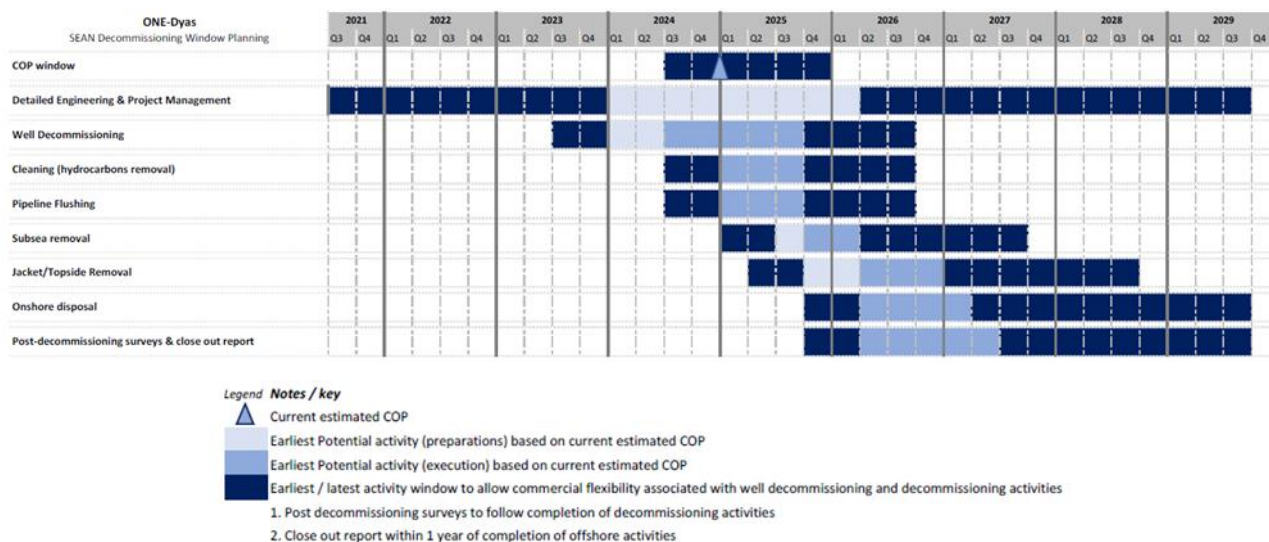 ONE-Dyas
SEAN Decommissioning Window Planning
2021 2022 2023 2024 2025 2026 2027 2028 2029
Q3 Q4 Q1 Q2 Q3 Q4 Q1 Q2 Q3 Q4 Q1 Q2 Q3 Q4 Q1 Q2 Q3 Q4 Q1 Q2 Q3 Q4 Q1 Q2 Q3 Q4 Q1 Q2 Q3 Q4 Q1 Q2 Q3 Q4
COP window
Detailed Engineering & Project Management
Well Decommissioning
Cleaning (hydrocarbons removal)
Pipeline Flushing
Subsea removal
Jacket/Topside Removal
Onshore disposal
Post-decommissioning surveys & close out report
Legend Notes / key
Current estimated COP
Earliest Potential activity (preparations) based on current estimated COP
Earliest Potential activity (execution) based on current estimated COP
Earliest / latest activity window to allow commercial flexibility associated with well decommissioning and decommissioning activities
1. Post decommissioning surveys to follow completion of decommissioning activities
2. Close out report within 1 year of completion of offshore activities